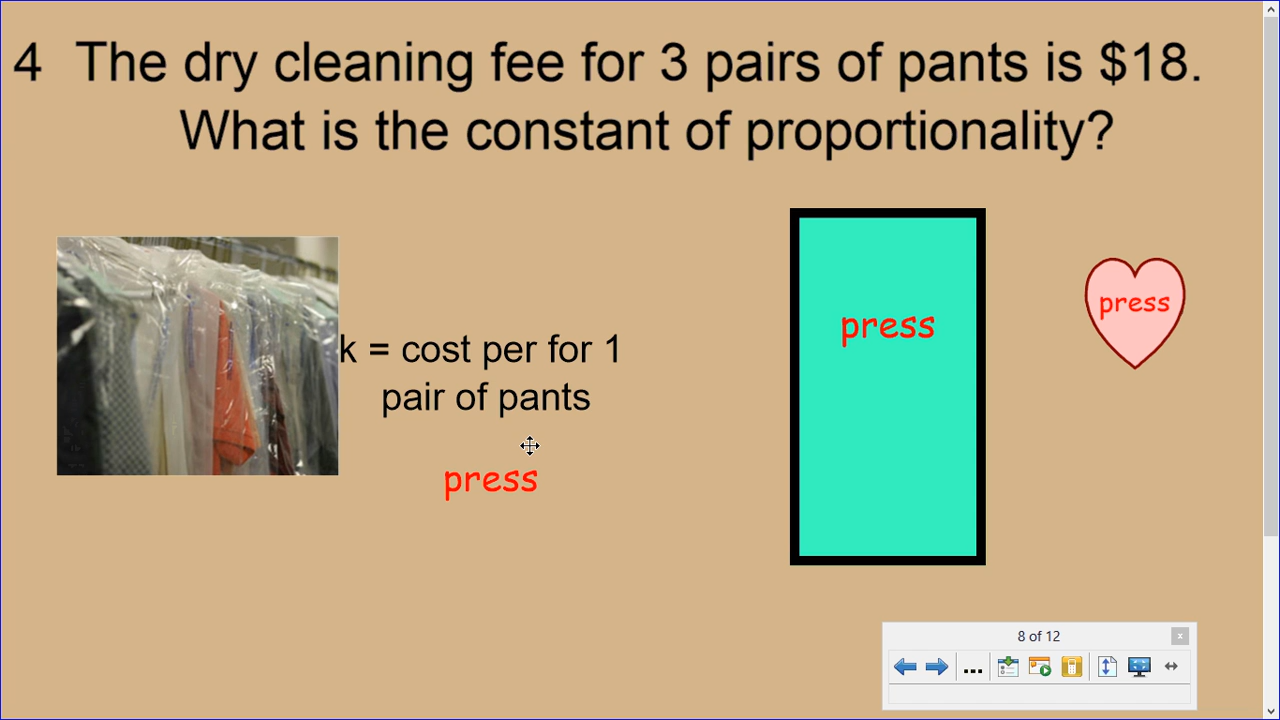 4 The dry cleaning fee for 3 pairs of pants is $18.
What is the constant of proportionality?
press
press
k = cost per for 1
pair of pants
press
8 of 12
x
...